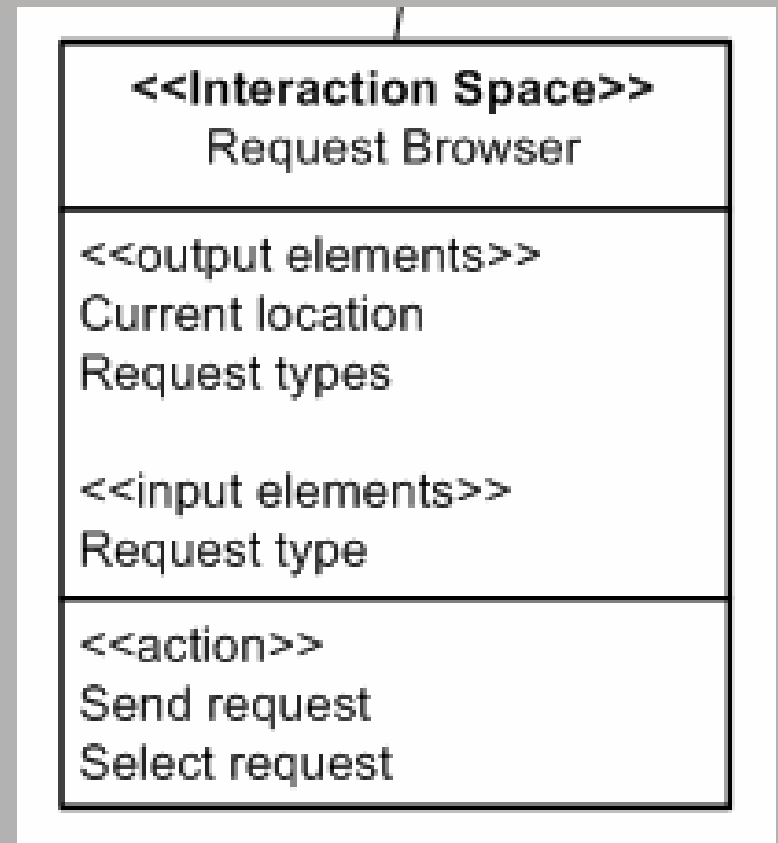 <<Interaction Space>>
Request Browser
<<output elements>>
Current location
Request types
<<input elements>>
Request type
<<action>>
Send request
Select request